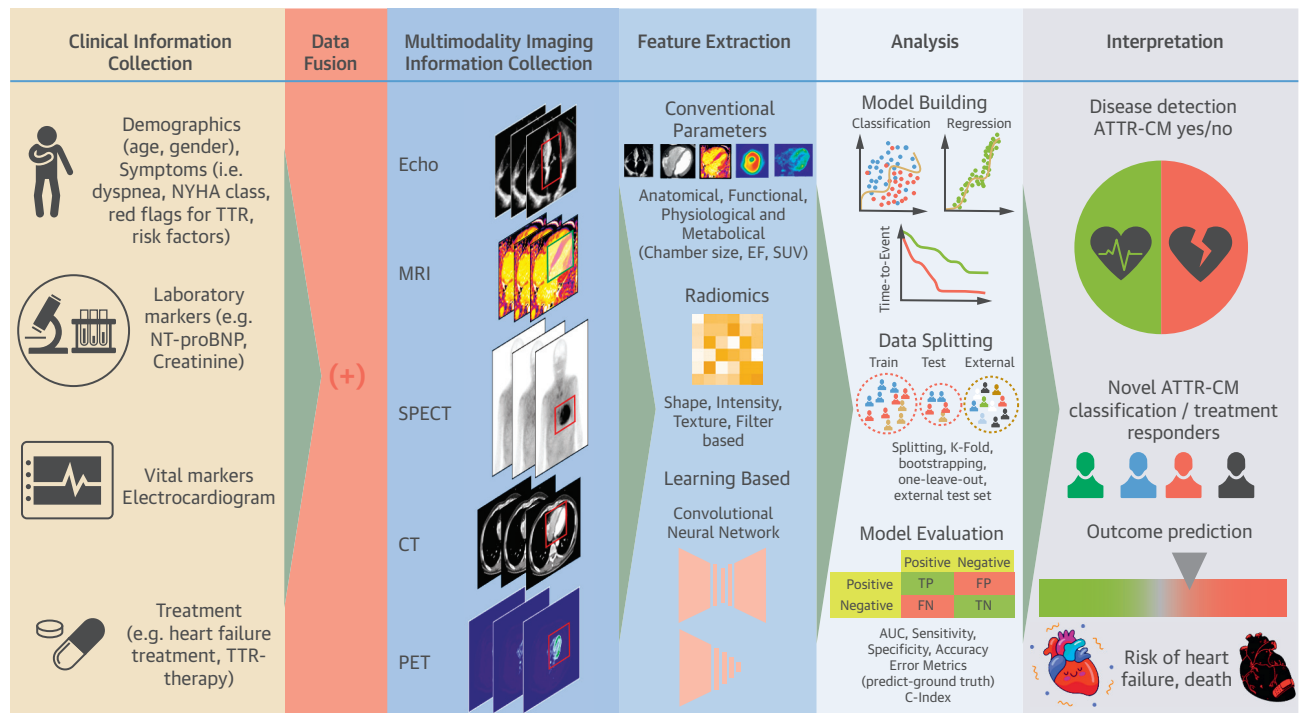 Clinical Information
Collection
Data
Fusion
Multimodality Imaging
Information Collection
Feature Extraction
Analysis
Interpretation
Demographics
(age, gender),
Symptoms (i.e.
dyspnea, NYHA class,
red flags for TTR,
risk factors)
Laboratory
markers (e.g.
NT-proBNP,
Creatinine)
Vital markers
Electrocardiogram
Treatment
(e.g. heart failure
treatment, TTR-
therapy)
(+)
Echo
MRI
SPECT
CT
PET
Conventional
Parameters
Anatomical, Functional,
Physiological and
Metabolical
(Chamber size, EF, SUV)
Radiomics
Shape, Intensity,
Texture, Filter
based
Learning Based
Convolutional
Neural Network
Model Building
Classification
Regression
Time-to-Event
Data Splitting
Train
Test
External
Splitting, K-Fold,
bootstrapping,
one-leave-out,
external test set
Model Evaluation
Positive Negative
Positive TP FP
Negative FN TN
AUC, Sensitivity,
Specificity, Accuracy
Error Metrics
(predict-ground truth)
C-Index
Disease detection
ATTR-CM yes/no
Novel ATTR-CM
classification / treatment
responders
Outcome prediction
Risk of heart
failure, death